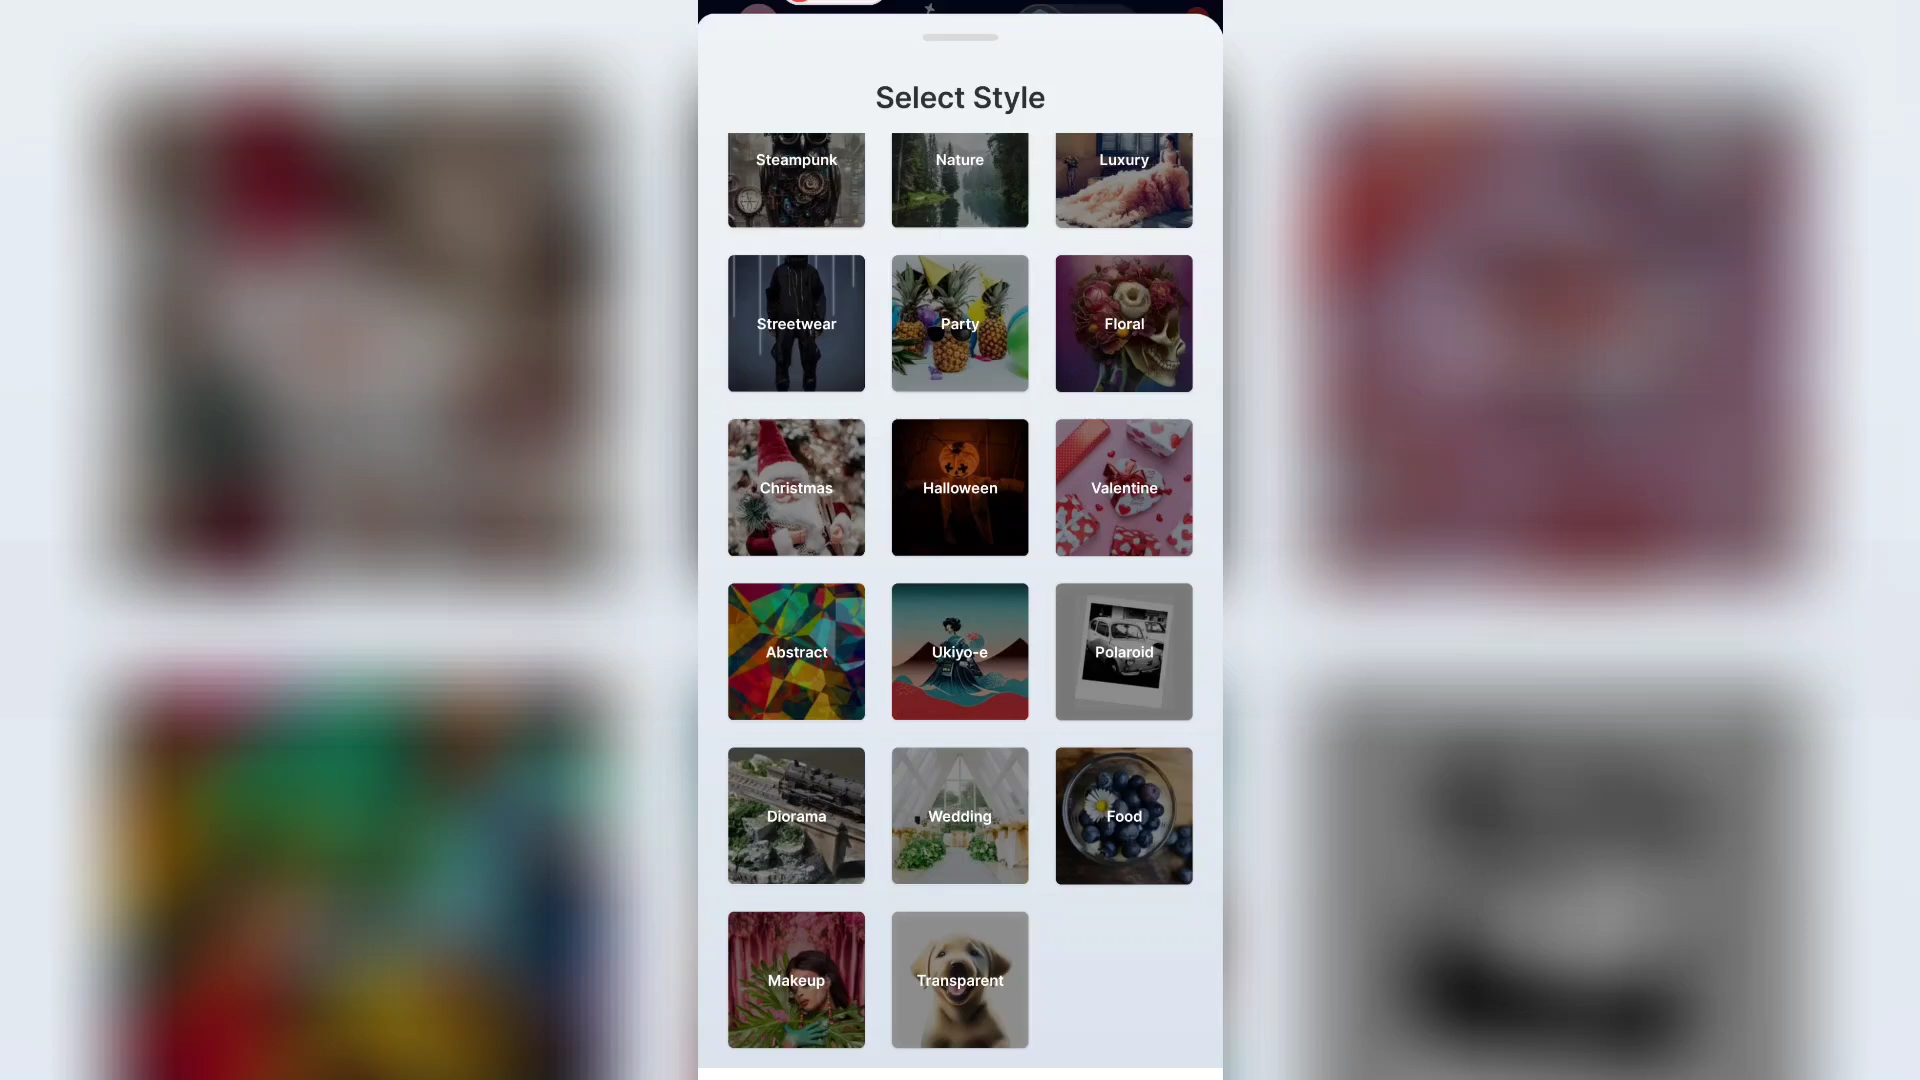 Select Style
Steampunk
Nature
Luxury
Streetwear
Party
Floral
Christmas
Halloween
Valentine
Abstract
Ukiyo-e
Polaroid
Diorama
Wedding
Food
Makeup
Transparent